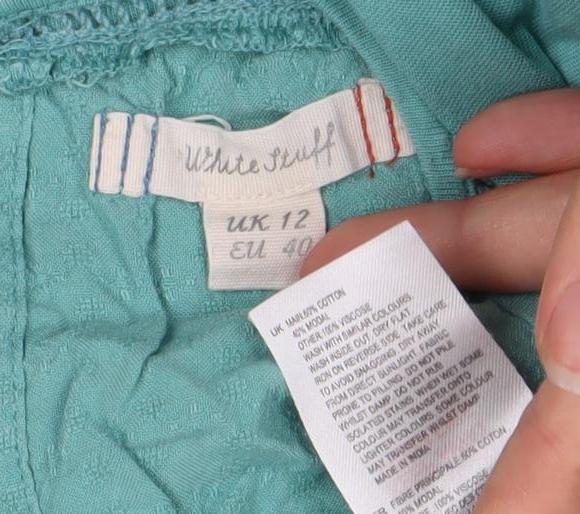 White Stuff
UK 12
EU 40
UK MAIN,60% COTTON
40% MODAL
OTHER:100% VISCOSE
WASH WITH SIMILAR COLOURS
WASH INSIDE OUT. DRY FLAT
IRON ON REVERSE SIDE. TAKE CARE
TO AVOID SNAGGING. DRY AWAY
FROM DIRECT SUNLIGHT. FABRIC
PRONE TO PILLING. DO NOT PILE
WHILST DAMP. DO NOT RUB
ISOLATED STAINS. WHEN WET SOME
COLOUR MAY TRANSFER ONTO
LIGHTER COLOURS. SOME COLOUR
MAY TRANSFER WHILST DAMP
MADE IN INDIA
FIBRE PRINCIPALE,60% COTON
MODAL
100% VISCOSE